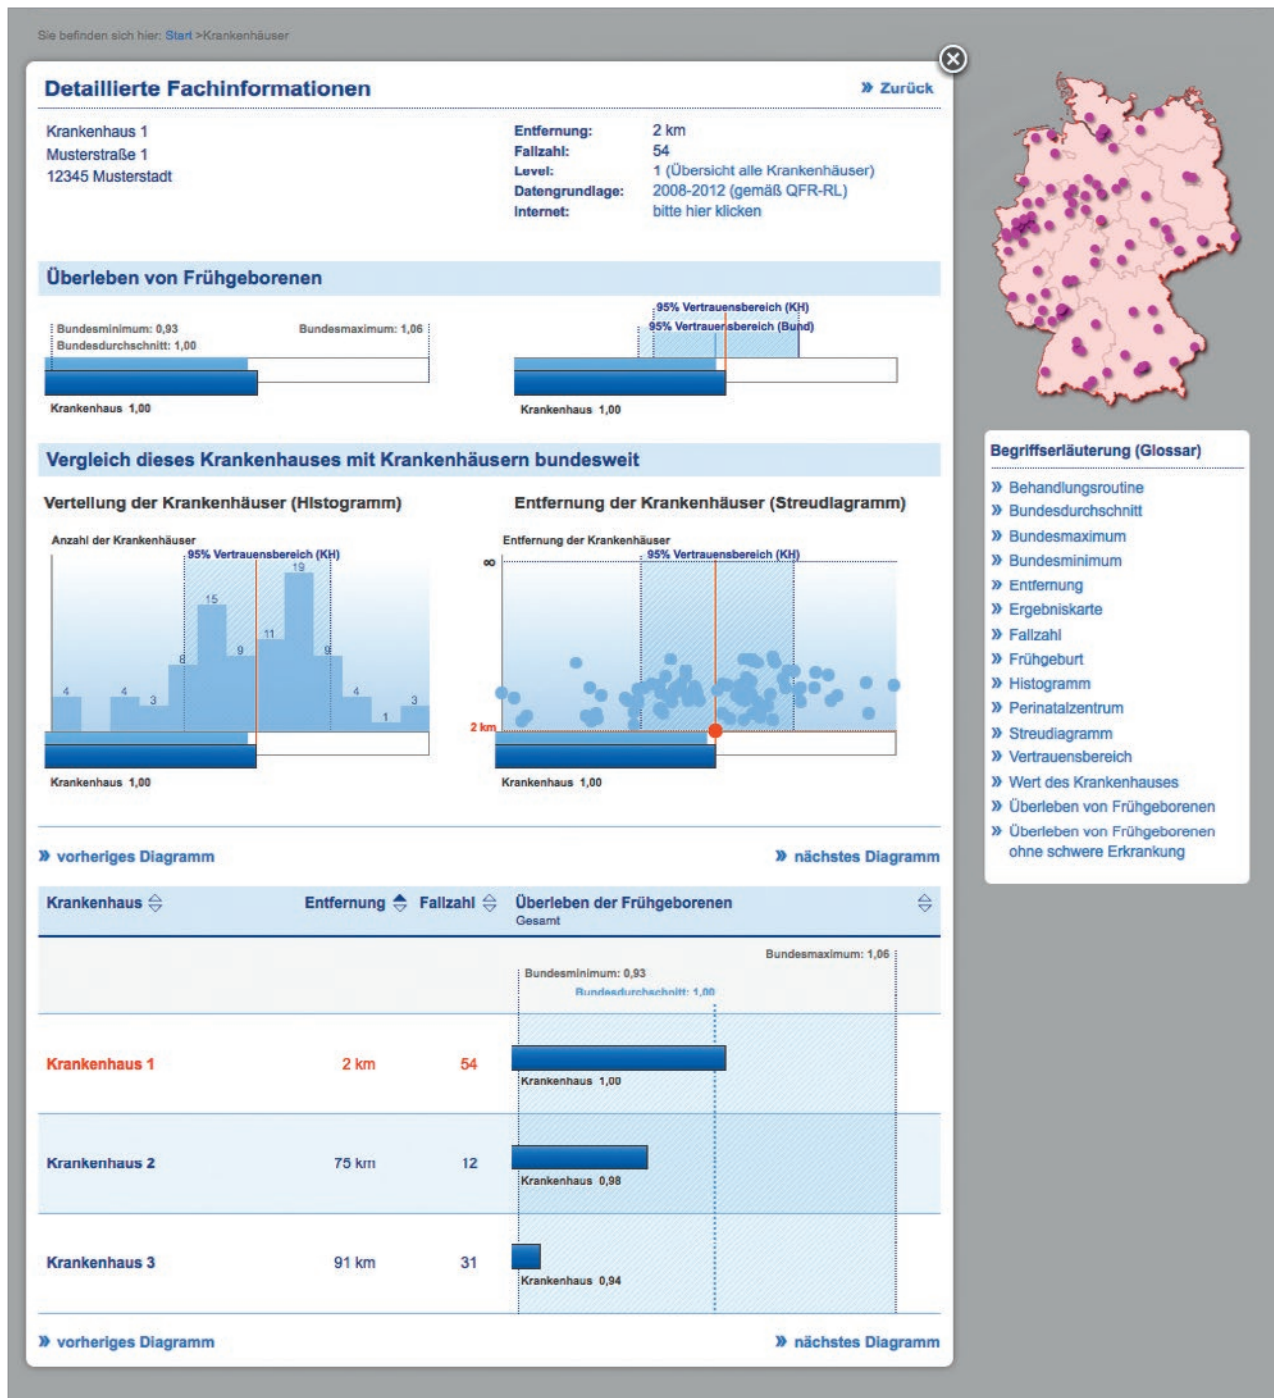 Sie befinden sich hier: Start >Krankenhäuser
Detaillierte Fachinformationen
» Zurück
Krankenhaus 1
Musterstraße 1
12345 Musterstadt
Entfernung: 2 km
Fallzahl: 54
Level: 1 (Übersicht alle Krankenhäuser)
Datengrundlage: 2008-2012 (gemäß QFR-RL)
Internet: bitte hier klicken
Überleben von Frühgeborenen
Bundesminimum: 0,93 Bundesmaximum: 1,06
Bundesdurchschnitt: 1,00
Krankenhaus 1,00
95% Vertrauensbereich (KH)
95% Vertrauensbereich (Bund)
Krankenhaus 1,00
Vergleich dieses Krankenhauses mit Krankenhäusern bundesweit
Verteilung der Krankenhäuser (Histogramm)
Anzahl der Krankenhäuser
95% Vertrauensbereich (KH)
4 4 3 8 15 9 11 19 9 4 1 3
Krankenhaus 1,00
Entfernung der Krankenhäuser (Streudiagramm)
Entfernung der Krankenhäuser
95% Vertrauensbereich (KH)
∞
2 km
Krankenhaus 1,00
» vorheriges Diagramm » nächstes Diagramm
Krankenhaus Entfernung Fallzahl Überleben der Frühgeborenen
Gesamt
Bundesmaximum: 1,06
Bundesminimum: 0,93
Bundesdurchschnitt: 1,00
Krankenhaus 1 2 km 54
Krankenhaus 1,00
Krankenhaus 2 75 km 12
Krankenhaus 0,98
Krankenhaus 3 91 km 31
Krankenhaus 0,94
» vorheriges Diagramm » nächstes Diagramm
Begriffserläuterung (Glossar)
» Behandlungsroutine
» Bundesdurchschnitt
» Bundesmaximum
» Bundesminimum
» Entfernung
» Ergebniskarte
» Fallzahl
» Frühgeburt
» Histogramm
» Perinatalzentrum
» Streudiagramm
» Vertrauensbereich
» Wert des Krankenhauses
» Überleben von Frühgeborenen
» Überleben von Frühgeborenen
ohne schwere Erkrankung